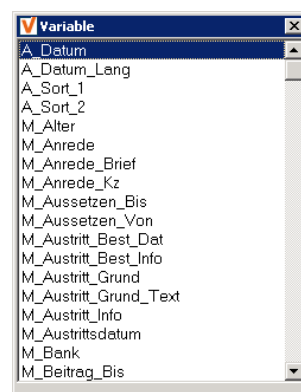 Variable
A_Datum
A_Datum_Lang
A_Sort_1
A_Sort_2
M_Alter
M_Anrede
M_Anrede_Brief
M_Anrede_Kz
M_Aussetzen_Bis
M_Aussetzen_Von
M_Austritt_Best_Dat
M_Austritt_Best_Info
M_Austritt_Grund
M_Austritt_Grund_Text
M_Austritt_Info
M_Austrittsdatum
M_Bank
M_Beitrag_Bis